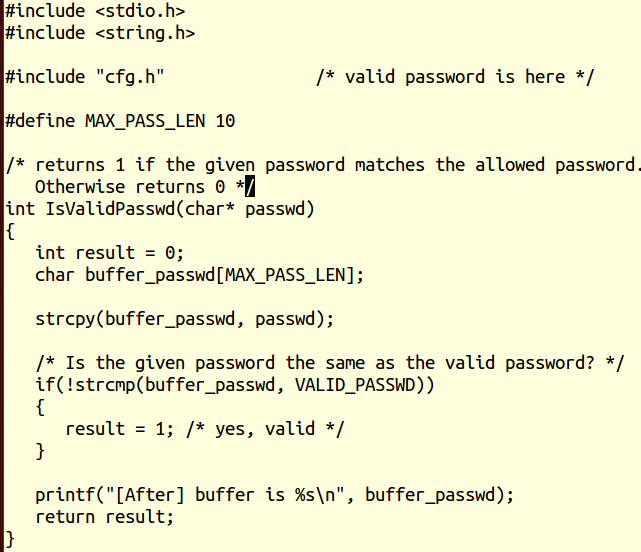 #include <stdio.h>
#include <string.h>
#include "cfg.h"               /* valid password is here */
#define MAX_PASS_LEN 10
/* returns 1 if the given password matches the allowed password.
   Otherwise returns 0 */
int IsValidPasswd(char* passwd)
{
   int result = 0;
   char buffer_passwd[MAX_PASS_LEN];
   strcpy(buffer_passwd, passwd);
   /* Is the given password the same as the valid password? */
   if(!strcmp(buffer_passwd, VALID_PASSWD))
   {
      result = 1; /* yes, valid */
   }
   printf("[After] buffer is %s\n", buffer_passwd);
   return result;
}